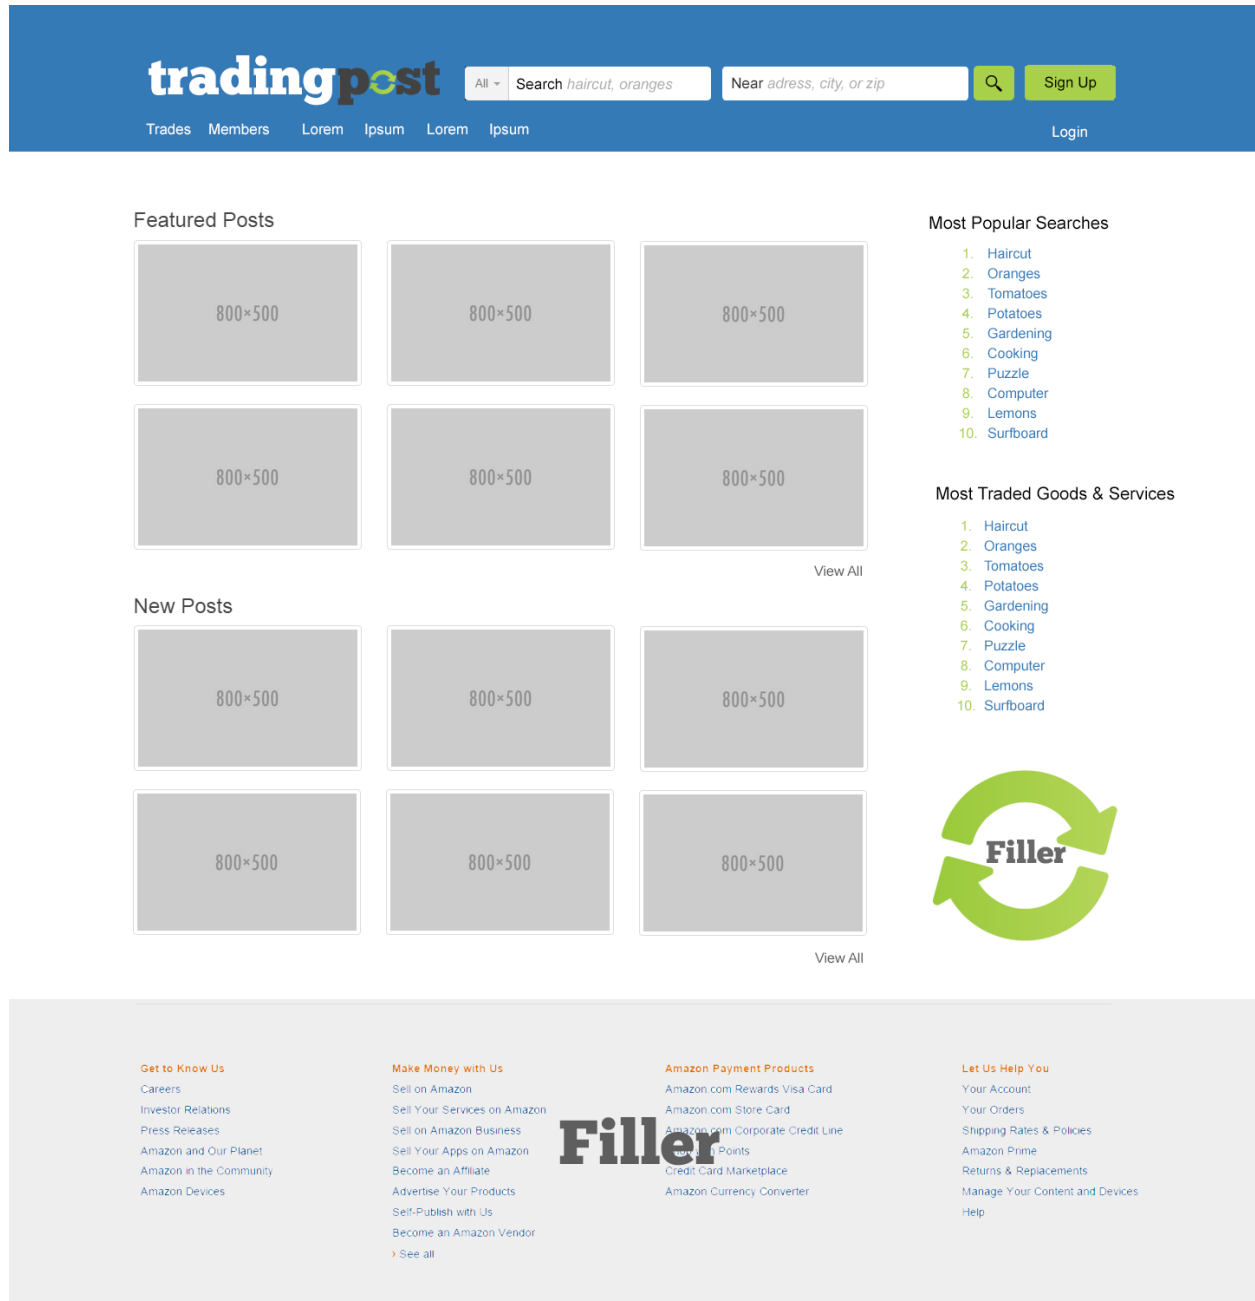 tradingpost
All
Search haircut, oranges
Near adress, city, or zip
Sign Up
Trades Members Lorem Ipsum Lorem Ipsum
Login
Featured Posts
800×500 800×500 800×500
800×500 800×500 800×500
View All
New Posts
800×500 800×500 800×500
800×500 800×500 800×500
View All
Most Popular Searches
1. Haircut
2. Oranges
3. Tomatoes
4. Potatoes
5. Gardening
6. Cooking
7. Puzzle
8. Computer
9. Lemons
10. Surfboard
Most Traded Goods & Services
1. Haircut
2. Oranges
3. Tomatoes
4. Potatoes
5. Gardening
6. Cooking
7. Puzzle
8. Computer
9. Lemons
10. Surfboard
Filler
Get to Know Us
Careers
Investor Relations
Press Releases
Amazon and Our Planet
Amazon in the Community
Amazon Devices
Make Money with Us
Sell on Amazon
Sell Your Services on Amazon
Sell on Amazon Business
Sell Your Apps on Amazon
Become an Affiliate
Advertise Your Products
Self-Publish with Us
Become an Amazon Vendor
› See all
Filler
Amazon Payment Products
Amazon.com Rewards Visa Card
Amazon.com Store Card
Amazon.com Corporate Credit Line
Points
Credit Card Marketplace
Amazon Currency Converter
Let Us Help You
Your Account
Your Orders
Shipping Rates & Policies
Amazon Prime
Returns & Replacements
Manage Your Content and Devices
Help